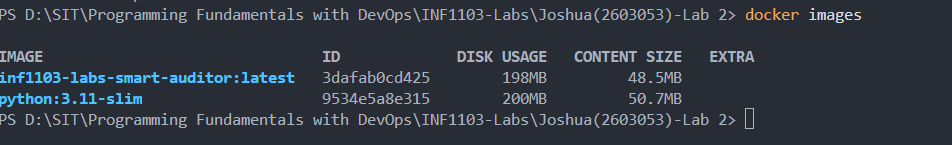 PS D:\SIT\Programming Fundamentals with DevOps\INF1103-Labs\Joshua(2603053)-Lab 2> docker images
IMAGE ID DISK USAGE CONTENT SIZE EXTRA
inf1103-labs-smart-auditor:latest 3dafab0cd425 198MB 48.5MB
python:3.11-slim 9534e5a8e315 200MB 50.7MB
PS D:\SIT\Programming Fundamentals with DevOps\INF1103-Labs\Joshua(2603053)-Lab 2>